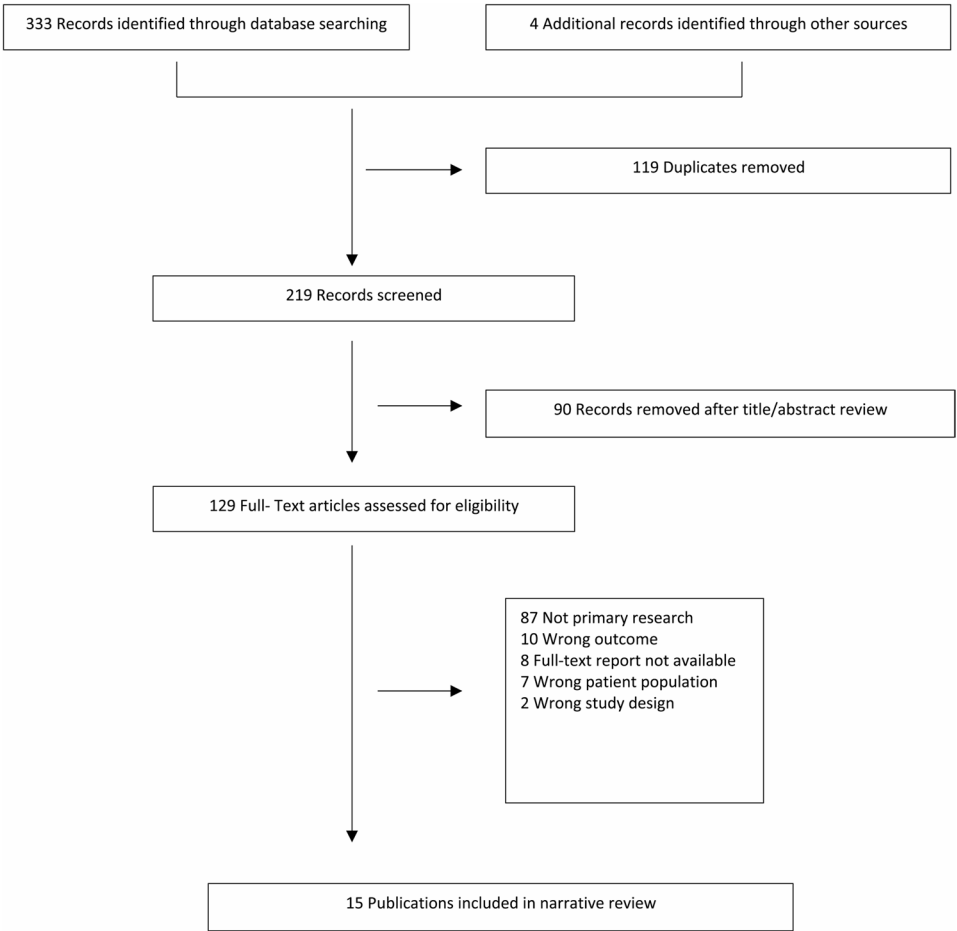 333 Records identified through database searching
4 Additional records identified through other sources
119 Duplicates removed
219 Records screened
90 Records removed after title/abstract review
129 Full- Text articles assessed for eligibility
87 Not primary research
10 Wrong outcome
8 Full-text report not available
7 Wrong patient population
2 Wrong study design
15 Publications included in narrative review